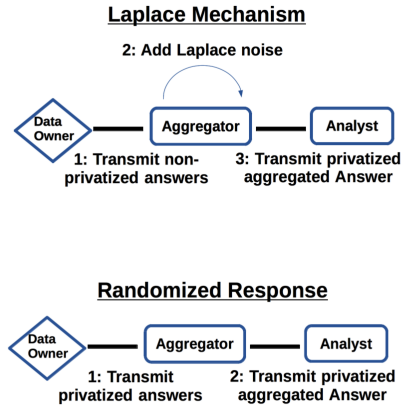 Laplace Mechanism
2: Add Laplace noise
Data
Owner
Aggregator
Analyst
1: Transmit non-
privatized answers
3: Transmit privatized
aggregated Answer
Randomized Response
Data
Owner
Aggregator
Analyst
1: Transmit
privatized answers
2: Transmit privatized
aggregated Answer